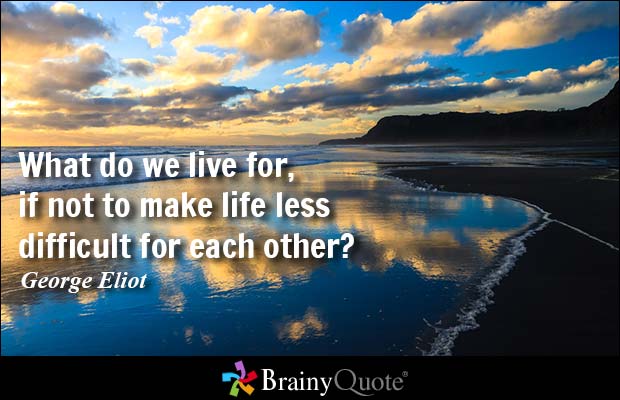 What do we live for,
if not to make life less
difficult for each other?
George Eliot
BrainyQuote®